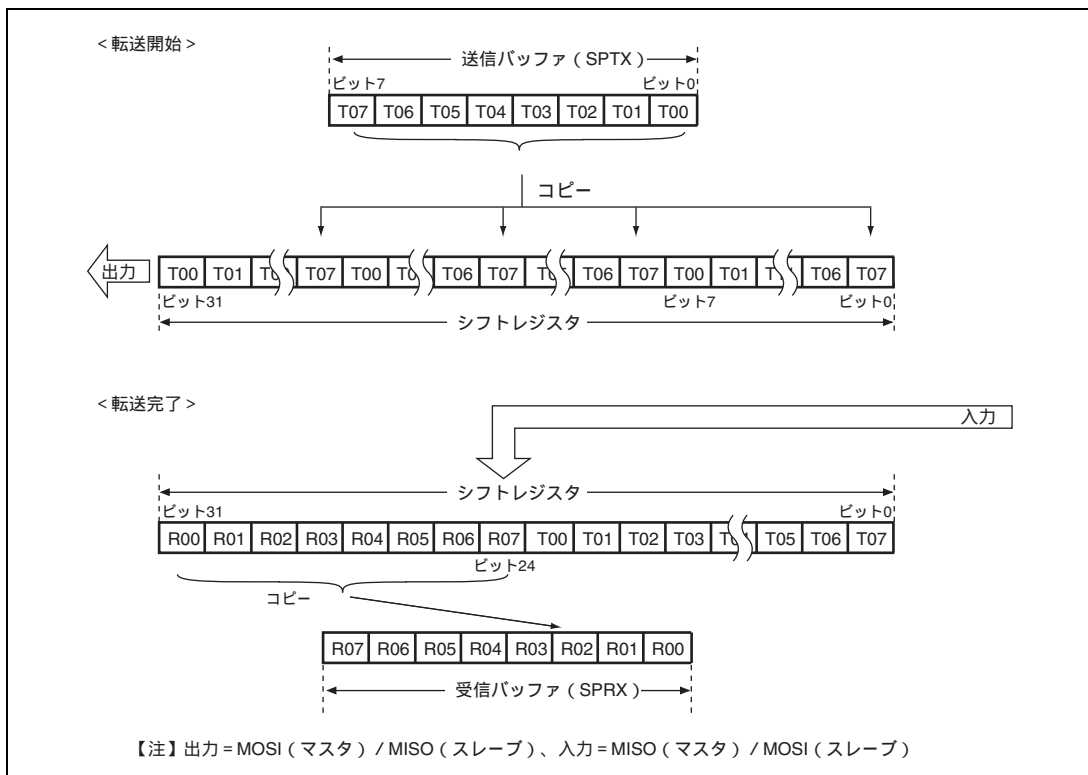 ＜転送開始＞
送信バッファ（SPTX）
ビット7 ビット0
T07 T06 T05 T04 T03 T02 T01 T00
コピー
出力 T00 T01 T07 T00 T06 T07 T06 T07 T00 T01 T06 T07
ビット31 ビット7 ビット0
シフトレジスタ
＜転送完了＞
入力
シフトレジスタ
ビット31 ビット0
R00 R01 R02 R03 R04 R05 R06 R07 T00 T01 T02 T03 T05 T06 T07
ビット24
コピー
R07 R06 R05 R04 R03 R02 R01 R00
受信バッファ（SPRX）
【注】出力＝MOSI（マスタ）/ MISO（スレーブ）、入力＝MISO（マスタ）/ MOSI（スレーブ）